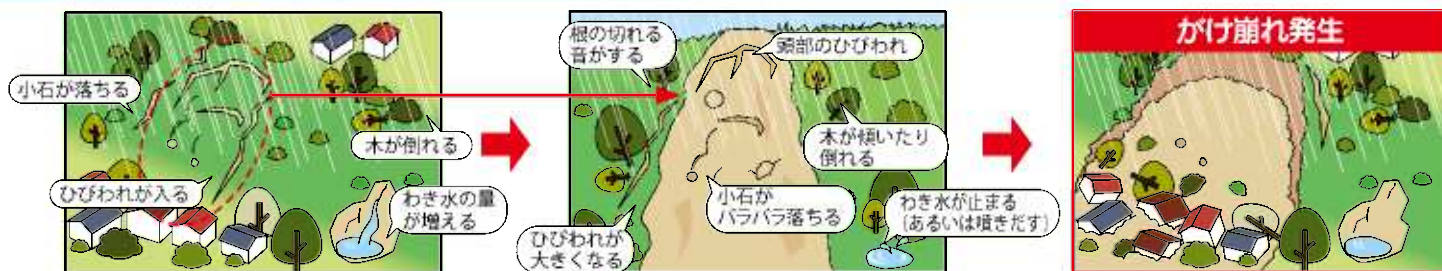 小石が落ちる
木が倒れる
ひびわれが入る
わき水の量
が増える
根の切れる
音がする
頭部のひびわれ
木が傾いたり
倒れる
小石が
バラバラ落ちる
ひびわれが
大きくなる
わき水が止まる
(あるいは噴きだす)
がけ崩れ発生